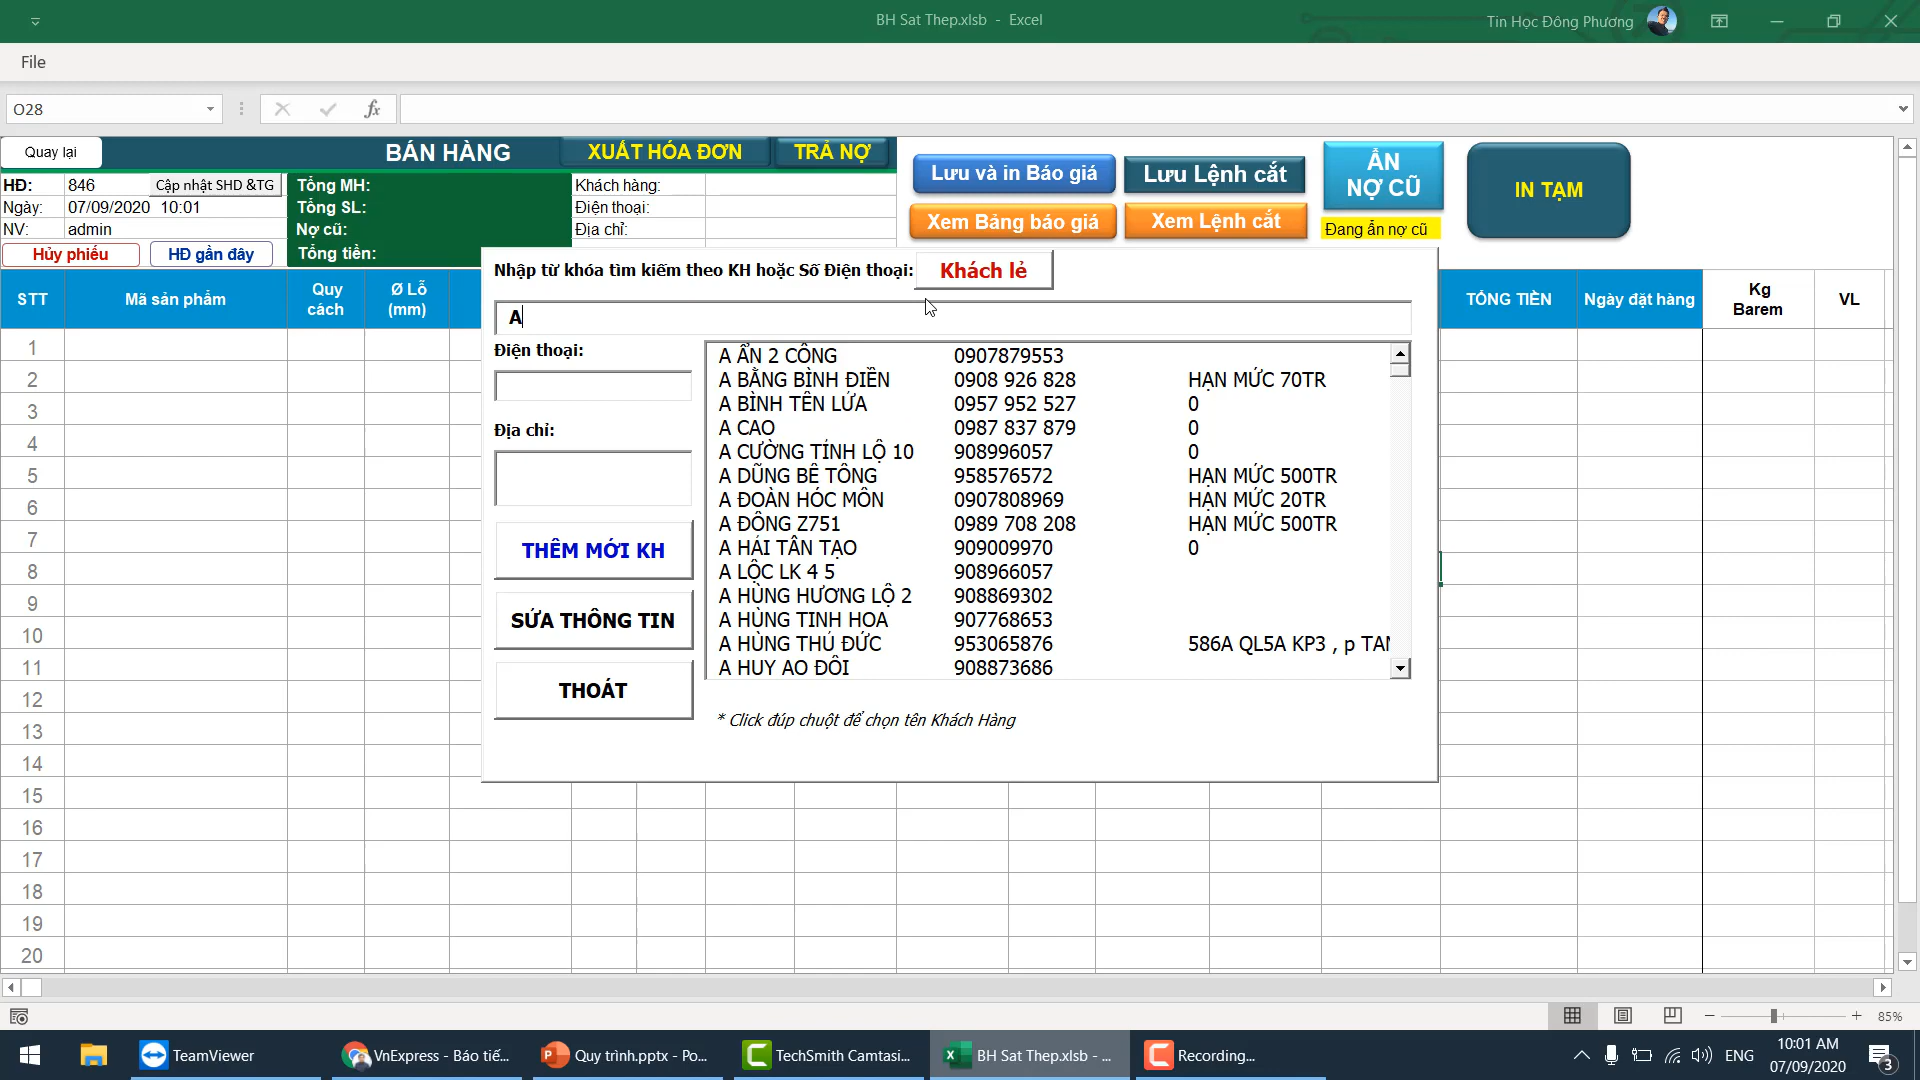 BH Sat Thep.xlsb - Excel
Tin Học Đông Phương
File
O28
fx
Quay lại
BÁN HÀNG
XUẤT HÓA ĐƠN
TRẢ NỢ
HĐ: 846 Cập nhật SHD &TG
Ngày: 07/09/2020 10:01
NV: admin
Hủy phiếu
HĐ gần đây
Tổng MH:
Tổng SL:
Nợ cũ:
Tổng tiền:
Khách hàng:
Điện thoại:
Địa chỉ:
Lưu và in Báo giá
Lưu Lệnh cắt
Xem Bảng báo giá
Xem Lệnh cắt
ẨN
NỢ CŨ
Đang ẩn nợ cũ
IN TẠM
STT
Mã sản phẩm
Quy
cách
Ø Lỗ
(mm)
TỔNG TIỀN
Ngày đặt hàng
Kg
Barem
VL
1
2
3
4
5
6
7
8
9
10
11
12
13
14
15
16
17
18
19
20
Nhập từ khóa tìm kiếm theo KH hoặc Số Điện thoại:
Khách lẻ
A
Điện thoại:
Địa chỉ:
THÊM MỚI KH
SỬA THÔNG TIN
THOÁT
A ẨN 2 CÔNG 0907879553
A BẰNG BÌNH ĐIỀN 0908 926 828 HẠN MỨC 70TR
A BÌNH TÊN LỬA 0957 952 527 0
A CAO 0987 837 879 0
A CƯỜNG TỈNH LỘ 10 908996057 0
A DŨNG BÊ TÔNG 958576572 HẠN MỨC 500TR
A ĐOÀN HÓC MÔN 0907808969 HẠN MỨC 20TR
A ĐÔNG Z751 0989 708 208 HẠN MỨC 500TR
A HẢI TÂN TẠO 909009970 0
A LỘC LK 4 5 908966057
A HÙNG HƯƠNG LỘ 2 908869302
A HÙNG TINH HOA 907768653
A HÙNG THỦ ĐỨC 953065876 586A QL5A KP3 , p TAN
A HUY AO ĐÔI 908873686
* Click đúp chuột để chọn tên Khách Hàng
85%
TeamViewer
VnExpress - Báo tiế...
Quy trình.pptx - Po...
TechSmith Camtasi...
BH Sat Thep.xlsb - ...
Recording...
ENG
10:01 AM
07/09/2020
3